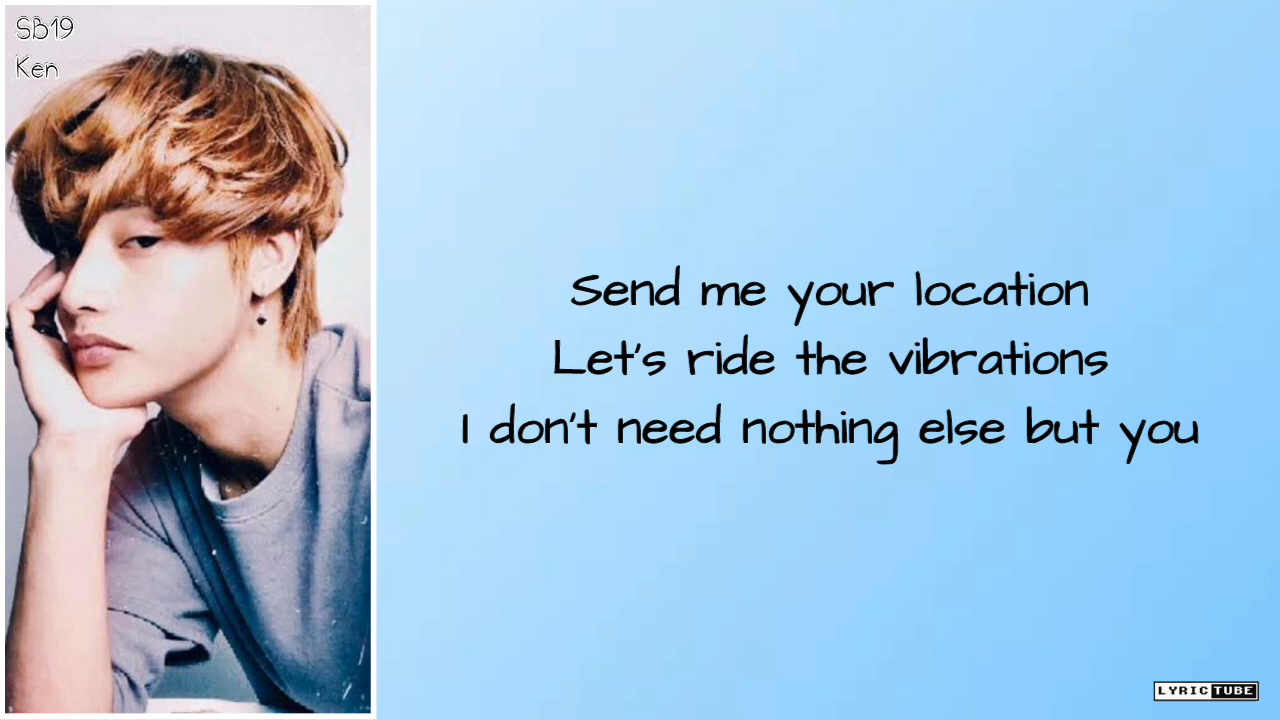 SB19
Ken
Send me your location
Let's ride the vibrations
I don't need nothing else but you
LYRIC TUBE